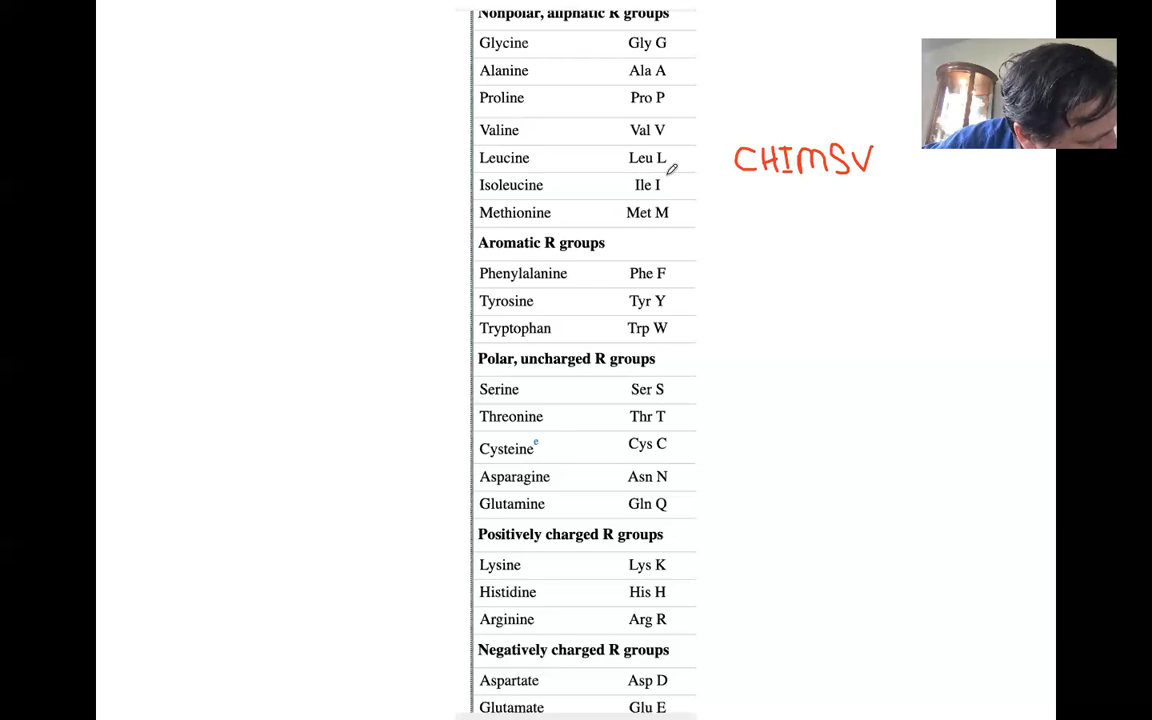 Nonpolar, aliphatic R groups
Glycine Gly G
Alanine Ala A
Proline Pro P
Valine Val V
Leucine Leu L
Isoleucine Ile I
Methionine Met M
CHIMSV
Aromatic R groups
Phenylalanine Phe F
Tyrosine Tyr Y
Tryptophan Trp W
Polar, uncharged R groups
Serine Ser S
Threonine Thr T
Cysteine^e Cys C
Asparagine Asn N
Glutamine Gln Q
Positively charged R groups
Lysine Lys K
Histidine His H
Arginine Arg R
Negatively charged R groups
Aspartate Asp D
Glutamate Glu E